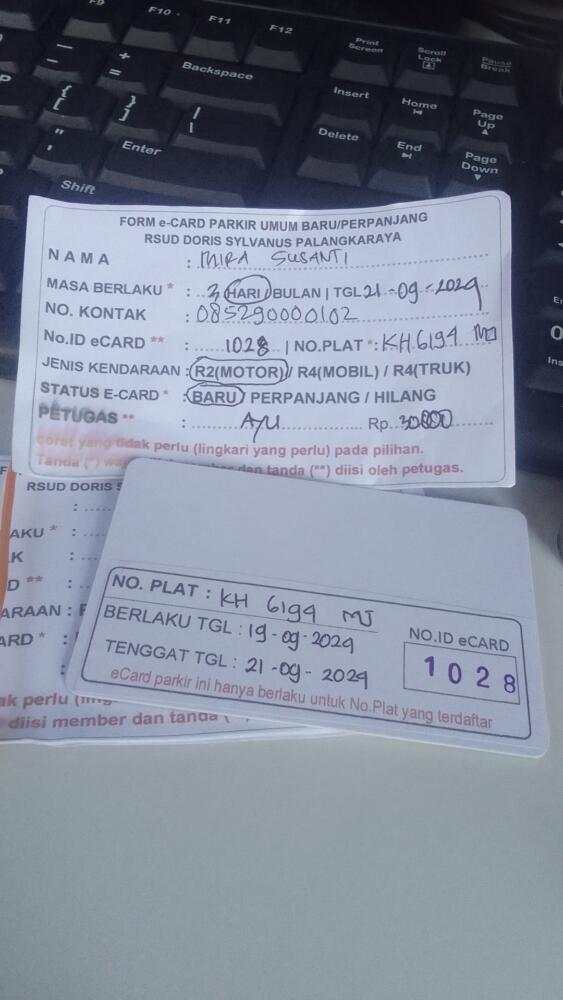 F9 F10 F11 F12 Print Screen Scroll Lock Pause Break
Backspace Insert Home Page Up
Enter Delete End Page Down
Shift
FORM e-CARD PARKIR UMUM BARU/PERPANJANG
RSUD DORIS SYLVANUS PALANGKARAYA
NAMA : MIRA SUSANTI
MASA BERLAKU * : 3 HARI / BULAN | TGL 21-09-2024
NO. KONTAK : 085290000102
No.ID eCARD ** : 1028 | NO.PLAT * : KH 6194 MJ
JENIS KENDARAAN : R2(MOTOR) / R4(MOBIL) / R4(TRUK)
STATUS E-CARD * : BARU / PERPANJANG / HILANG
PETUGAS ** : AYU Rp. 30000
coret yang tidak perlu (lingkari yang perlu) pada pilihan.
Tanda (*) dan tanda (**) diisi oleh petugas.
RSUD DORIS
AKU * :
K :
D ** :
ARAAN :
ARD * :
ak perlu
diisi member dan tanda (
NO. PLAT : KH 6194 MJ
BERLAKU TGL : 19-09-2024
TENGGAT TGL : 21-09-2024
NO.ID eCARD
1028
eCard parkir ini hanya berlaku untuk No.Plat yang terdaftar